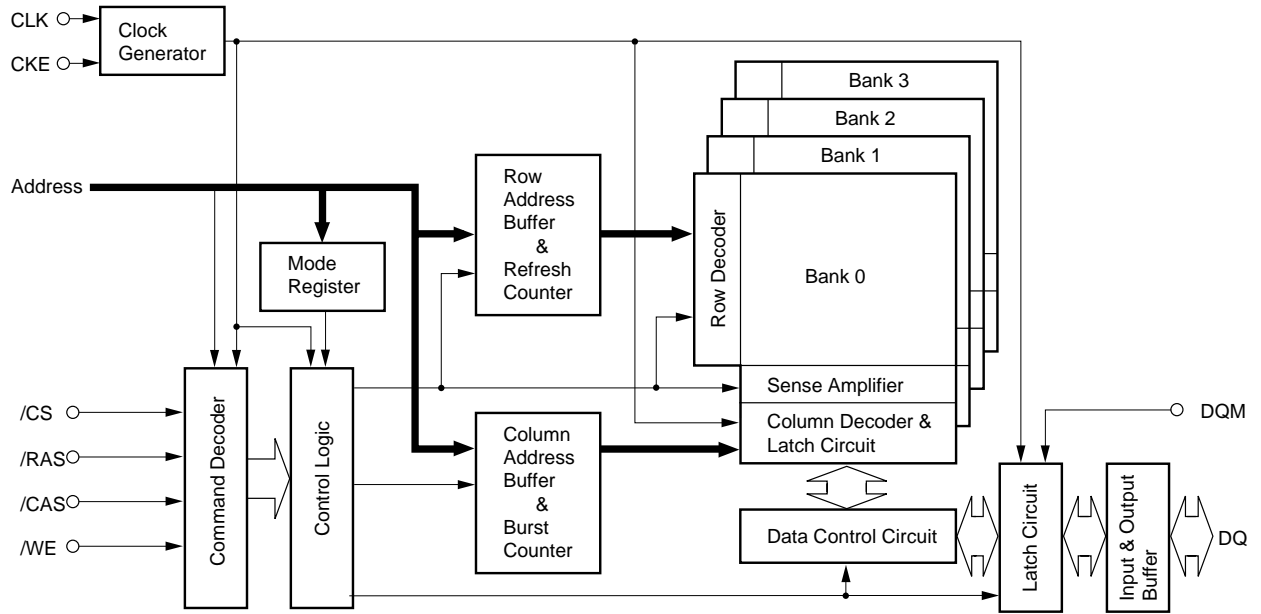 CLK
CKE
Clock
Generator
Bank 3
Bank 2
Bank 1
Address
Row
Address
Buffer
&
Refresh
Counter
Row Decoder
Bank 0
Mode
Register
Sense Amplifier
Column Decoder &
Latch Circuit
/CS
/RAS
/CAS
/WE
Command Decoder
Control Logic
Column
Address
Buffer
&
Burst
Counter
DQM
Data Control Circuit
Latch Circuit
Input & Output
Buffer
DQ